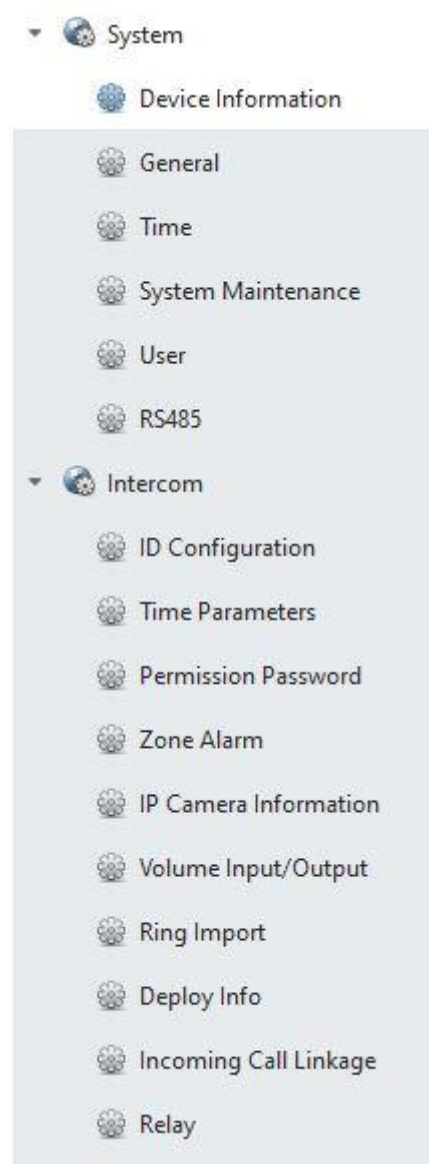 System
Device Information
General
Time
System Maintenance
User
RS485
Intercom
ID Configuration
Time Parameters
Permission Password
Zone Alarm
IP Camera Information
Volume Input/Output
Ring Import
Deploy Info
Incoming Call Linkage
Relay